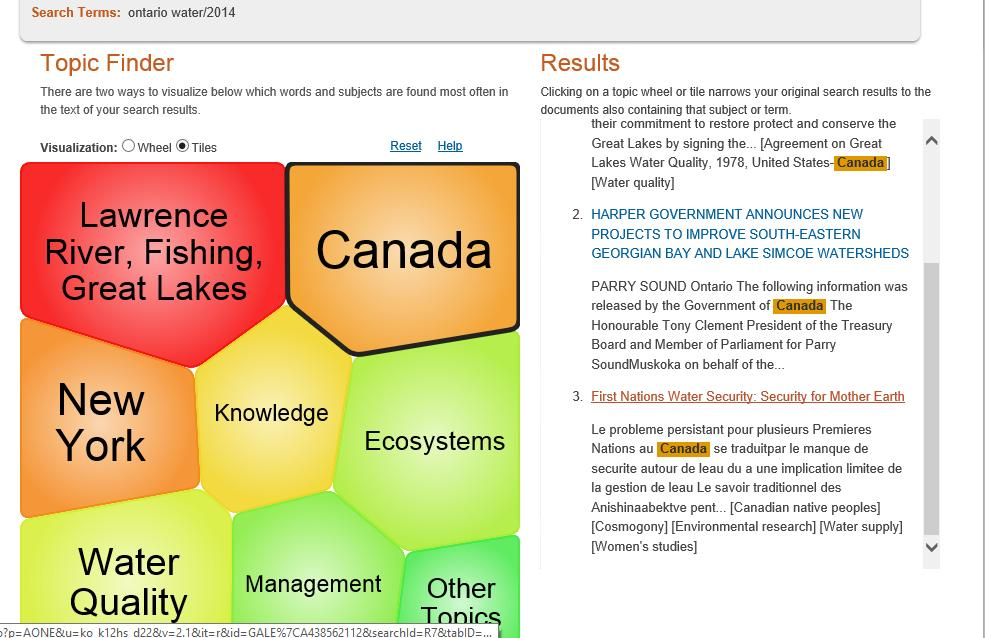 Search Terms: ontario water/2014
Topic Finder
There are two ways to visualize below which words and subjects are found most often in
the text of your search results.
Visualization: Wheel Tiles
Reset Help
Lawrence
River, Fishing,
Great Lakes
Canada
New
York
Knowledge
Ecosystems
Water
Quality
Management
Other
Topics
Results
Clicking on a topic wheel or tile narrows your original search results to the
documents also containing that subject or term.
their commitment to restore protect and conserve the
Great Lakes by signing the... [Agreement on Great
Lakes Water Quality, 1978, United States-Canada]
[Water quality]
2. HARPER GOVERNMENT ANNOUNCES NEW
PROJECTS TO IMPROVE SOUTH-EASTERN
GEORGIAN BAY AND LAKE SIMCOE WATERSHEDS
PARRY SOUND Ontario The following information was
released by the Government of Canada The
Honourable Tony Clement President of the Treasury
Board and Member of Parliament for Parry
SoundMuskoka on behalf of the...
3. First Nations Water Security: Security for Mother Earth
Le probleme persistant pour plusieurs Premieres
Nations au Canada se traduitpar le manque de
securite autour de leau du a une implication limitee de
la gestion de leau Le savoir traditionnel des
Anishinaabektve pent... [Canadian native peoples]
[Cosmogony] [Environmental research] [Water supply]
[Women's studies]
?p=AONE&u=ko_k12hs_d22&v=2.1&it=r&id=GALE%7CA438562112&searchId=R7&tabID=...